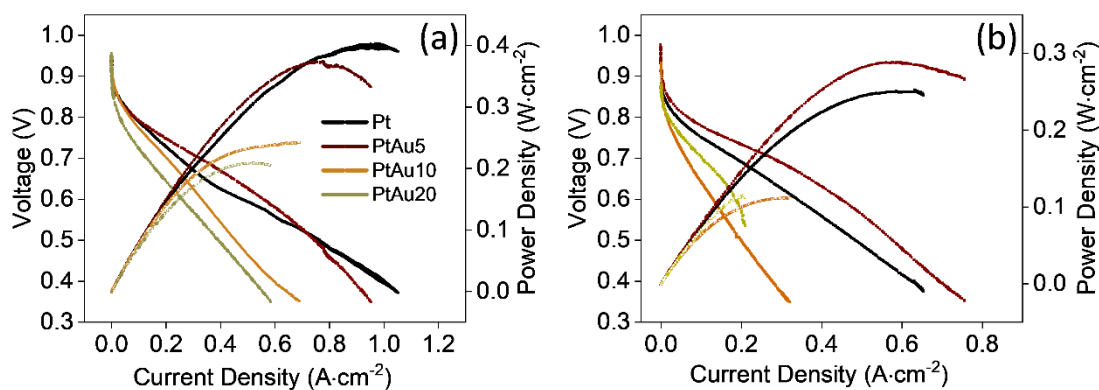 (a)
Voltage (V)
1.0
0.9
0.8
0.7
0.6
0.5
0.4
0.3
Pt
PtAu5
PtAu10
PtAu20
0.4
0.3
0.2
0.1
0.0
Power Density (W·cm⁻²)
0.0 0.2 0.4 0.6 0.8 1.0 1.2
Current Density (A·cm⁻²)
(b)
Voltage (V)
1.0
0.9
0.8
0.7
0.6
0.5
0.4
0.3
0.3
0.2
0.1
0.0
Power Density (W·cm⁻²)
0.0 0.2 0.4 0.6 0.8
Current Density (A·cm⁻²)